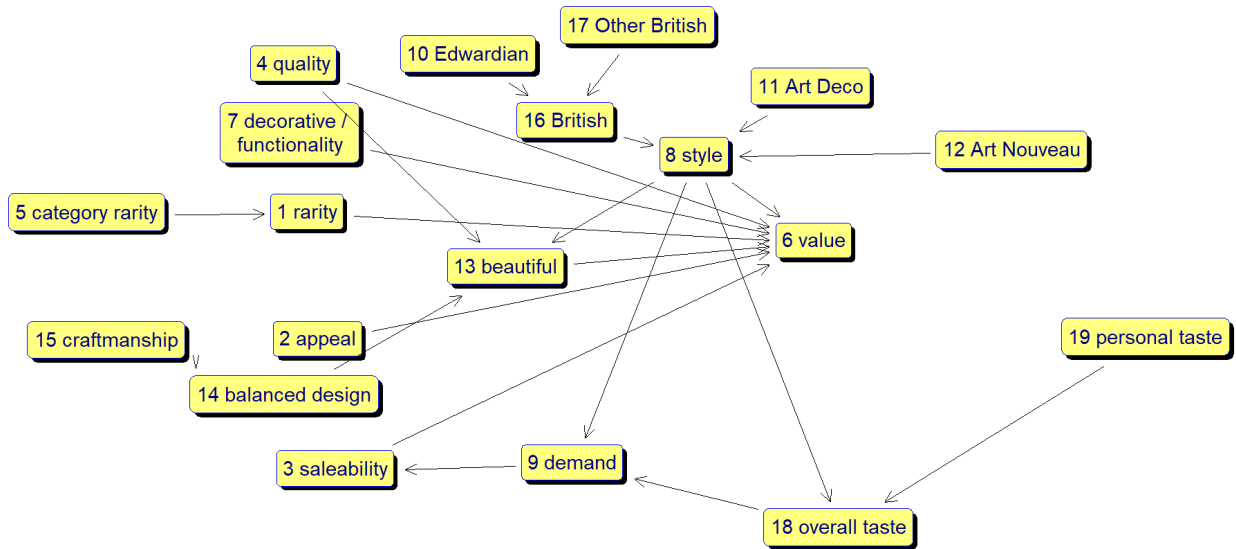 17 Other British
10 Edwardian
4 quality
11 Art Deco
7 decorative /
functionality
16 British
12 Art Nouveau
8 style
5 category rarity
1 rarity
6 value
13 beautiful
15 craftmanship
2 appeal
19 personal taste
14 balanced design
3 saleability
9 demand
18 overall taste